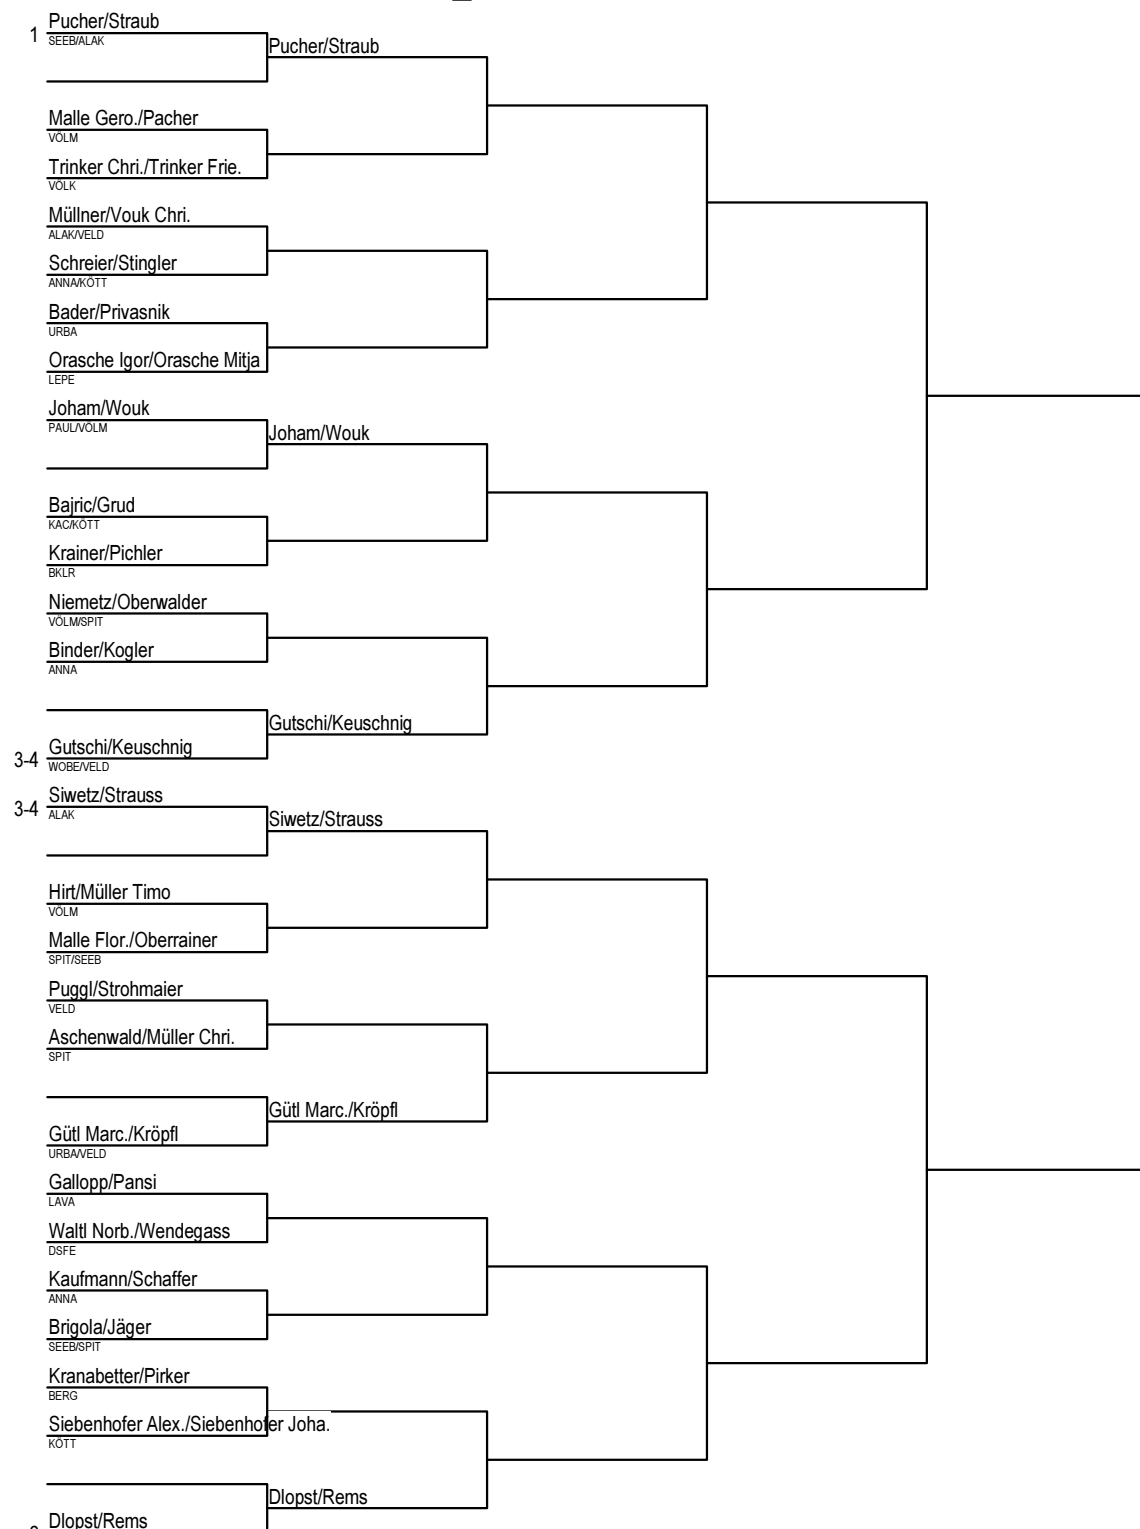 Pucher/Straub
1
SEEB/ALAK
Pucher/Straub
Malle Gero./Pacher
VÖLM
Trinker Chri./Trinker Frie.
VÖLK
Müllner/Vouk Chri.
ALAK/VELD
Schreier/Stingler
ANNA/KÖTT
Bader/Privasnik
URBA
Orasche Igor/Orasche Mitja
LEPE
Joham/Wouk
PAUL/VÖLM
Joham/Wouk
Bajric/Grud
KAC/KÖTT
Krainer/Pichler
BKLR
Niemetz/Oberwalder
VÖLM/SPIT
Binder/Kogler
ANNA
Gutschi/Keuschnig
Gutschi/Keuschnig
3-4
WOBE/VELD
Siwetz/Strauss
3-4
ALAK
Siwetz/Strauss
Hirt/Müller Timo
VÖLM
Malle Flor./Oberrainer
SPIT/SEEB
Puggl/Strohmaier
VELD
Aschenwald/Müller Chri.
SPIT
Gütl Marc./Kröpfl
Gütl Marc./Kröpfl
URBA/VELD
Gallopp/Pansi
LAVA
Waltl Norb./Wendegass
DSFE
Kaufmann/Schaffer
ANNA
Brigola/Jäger
SEEB/SPIT
Kranabetter/Pirker
BERG
Siebenhofer Alex./Siebenhofer Joha.
KÖTT
Dlopst/Rems
Dlopst/Rems